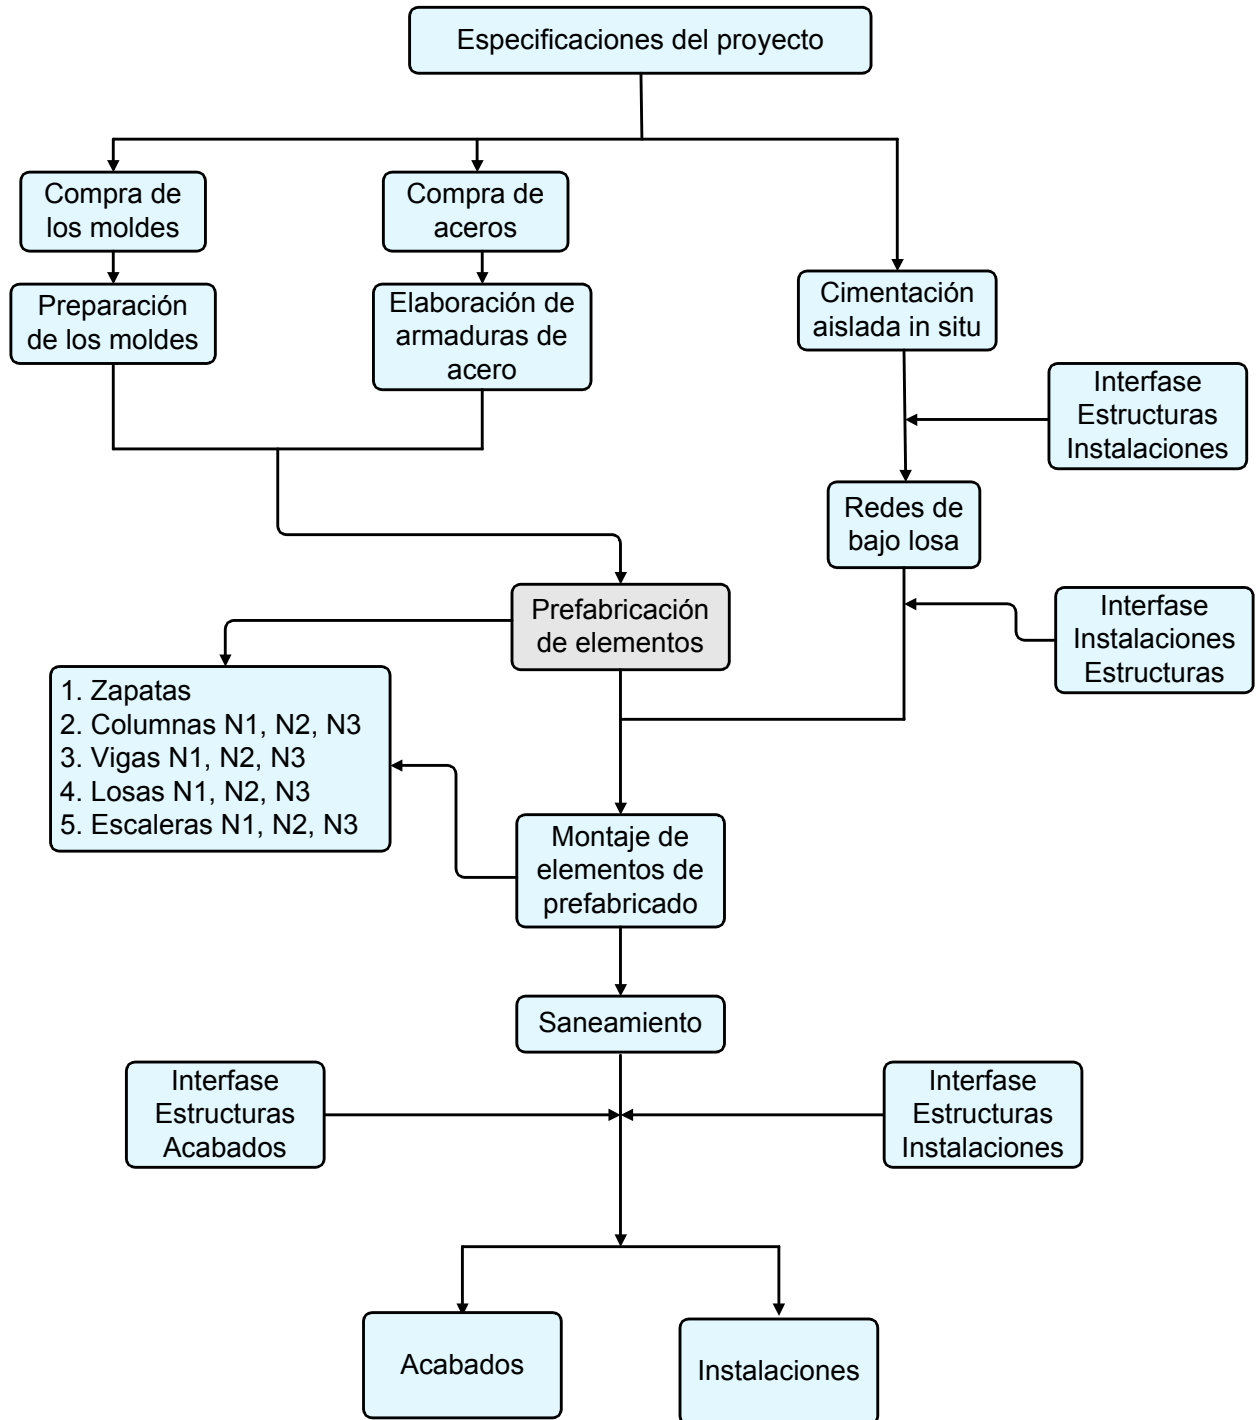 Especificaciones del proyecto
Compra de
los moldes
Compra de
aceros
Preparación
de los moldes
Elaboración de
armaduras de
acero
Cimentación
aislada in situ
Interfase
Estructuras
Instalaciones
Redes de
bajo losa
Interfase
Instalaciones
Estructuras
Prefabricación
de elementos
1. Zapatas
2. Columnas N1, N2, N3
3. Vigas N1, N2, N3
4. Losas N1, N2, N3
5. Escaleras N1, N2, N3
Montaje de
elementos de
prefabricado
Saneamiento
Interfase
Estructuras
Acabados
Interfase
Estructuras
Instalaciones
Acabados
Instalaciones